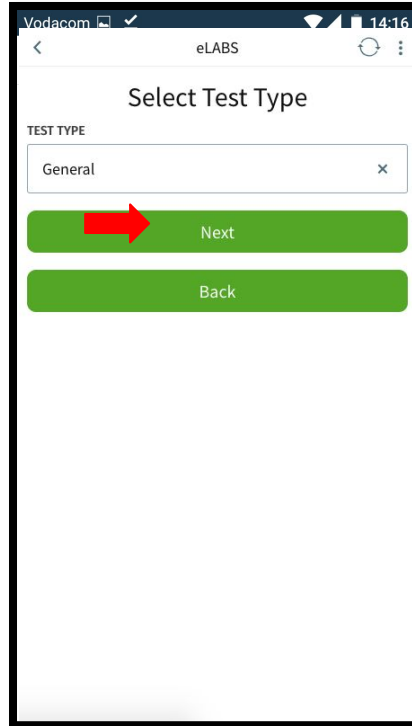 Vodacom 14:16
eLABS
Select Test Type
TEST TYPE
General
Next
Back